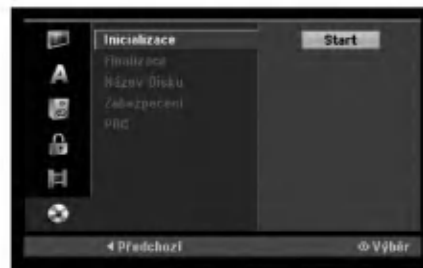 Inicializace
Start
Finalizace
Název Disku
Zabezpečení
PBC
A
Předchozí
Výběr